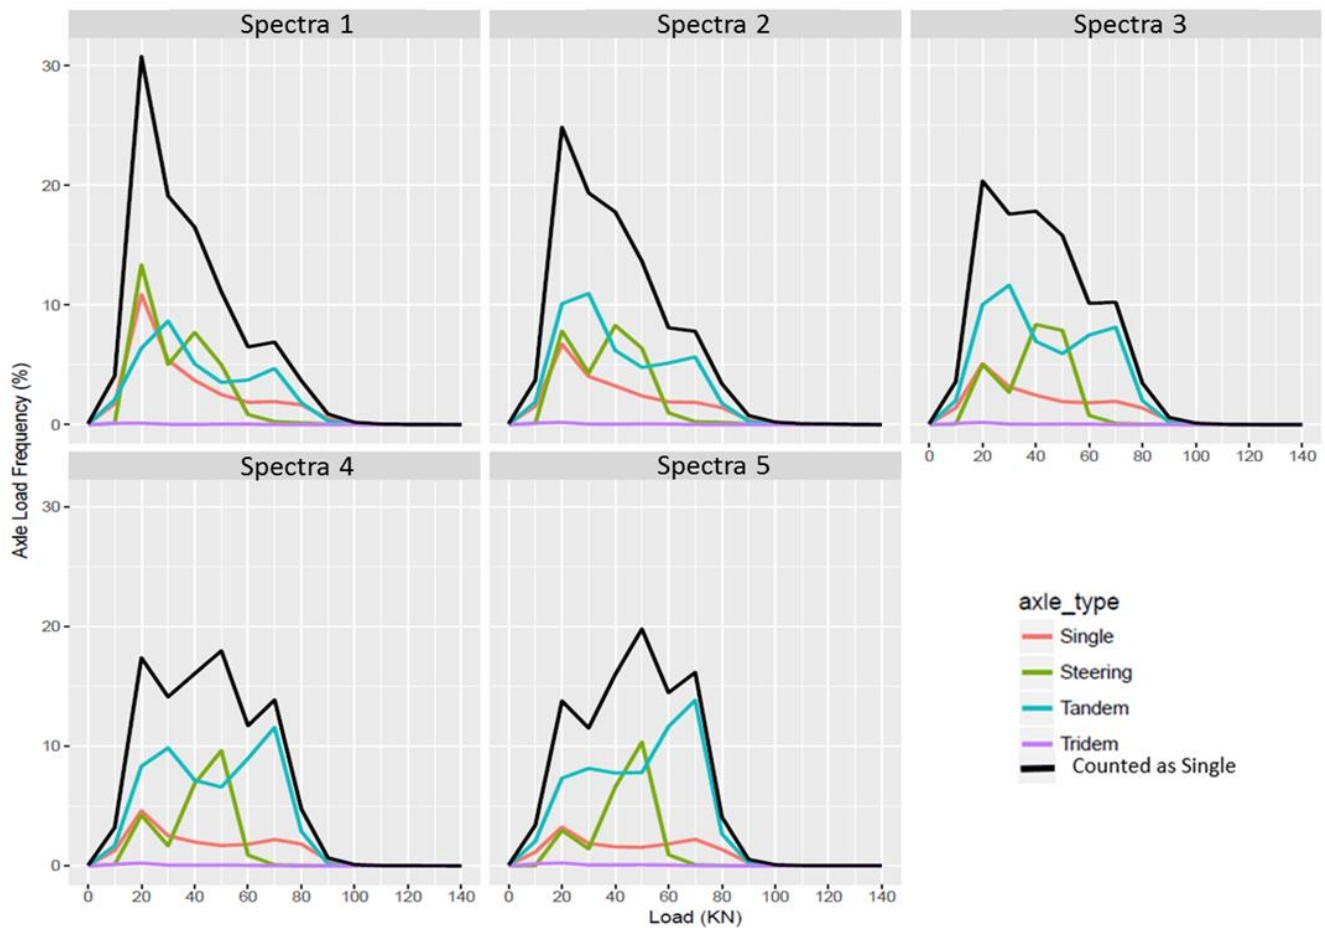 Spectra 1 Spectra 2 Spectra 3
30
20
10
0
0 20 40 60 80 100 120 140
Spectra 4 Spectra 5
30
20
10
0
0 20 40 60 80 100 120 140 0 20 40 60 80 100 120 140
Load (KN)
Axle Load Frequency (%)
axle_type
Single
Steering
Tandem
Tridem
Counted as Single